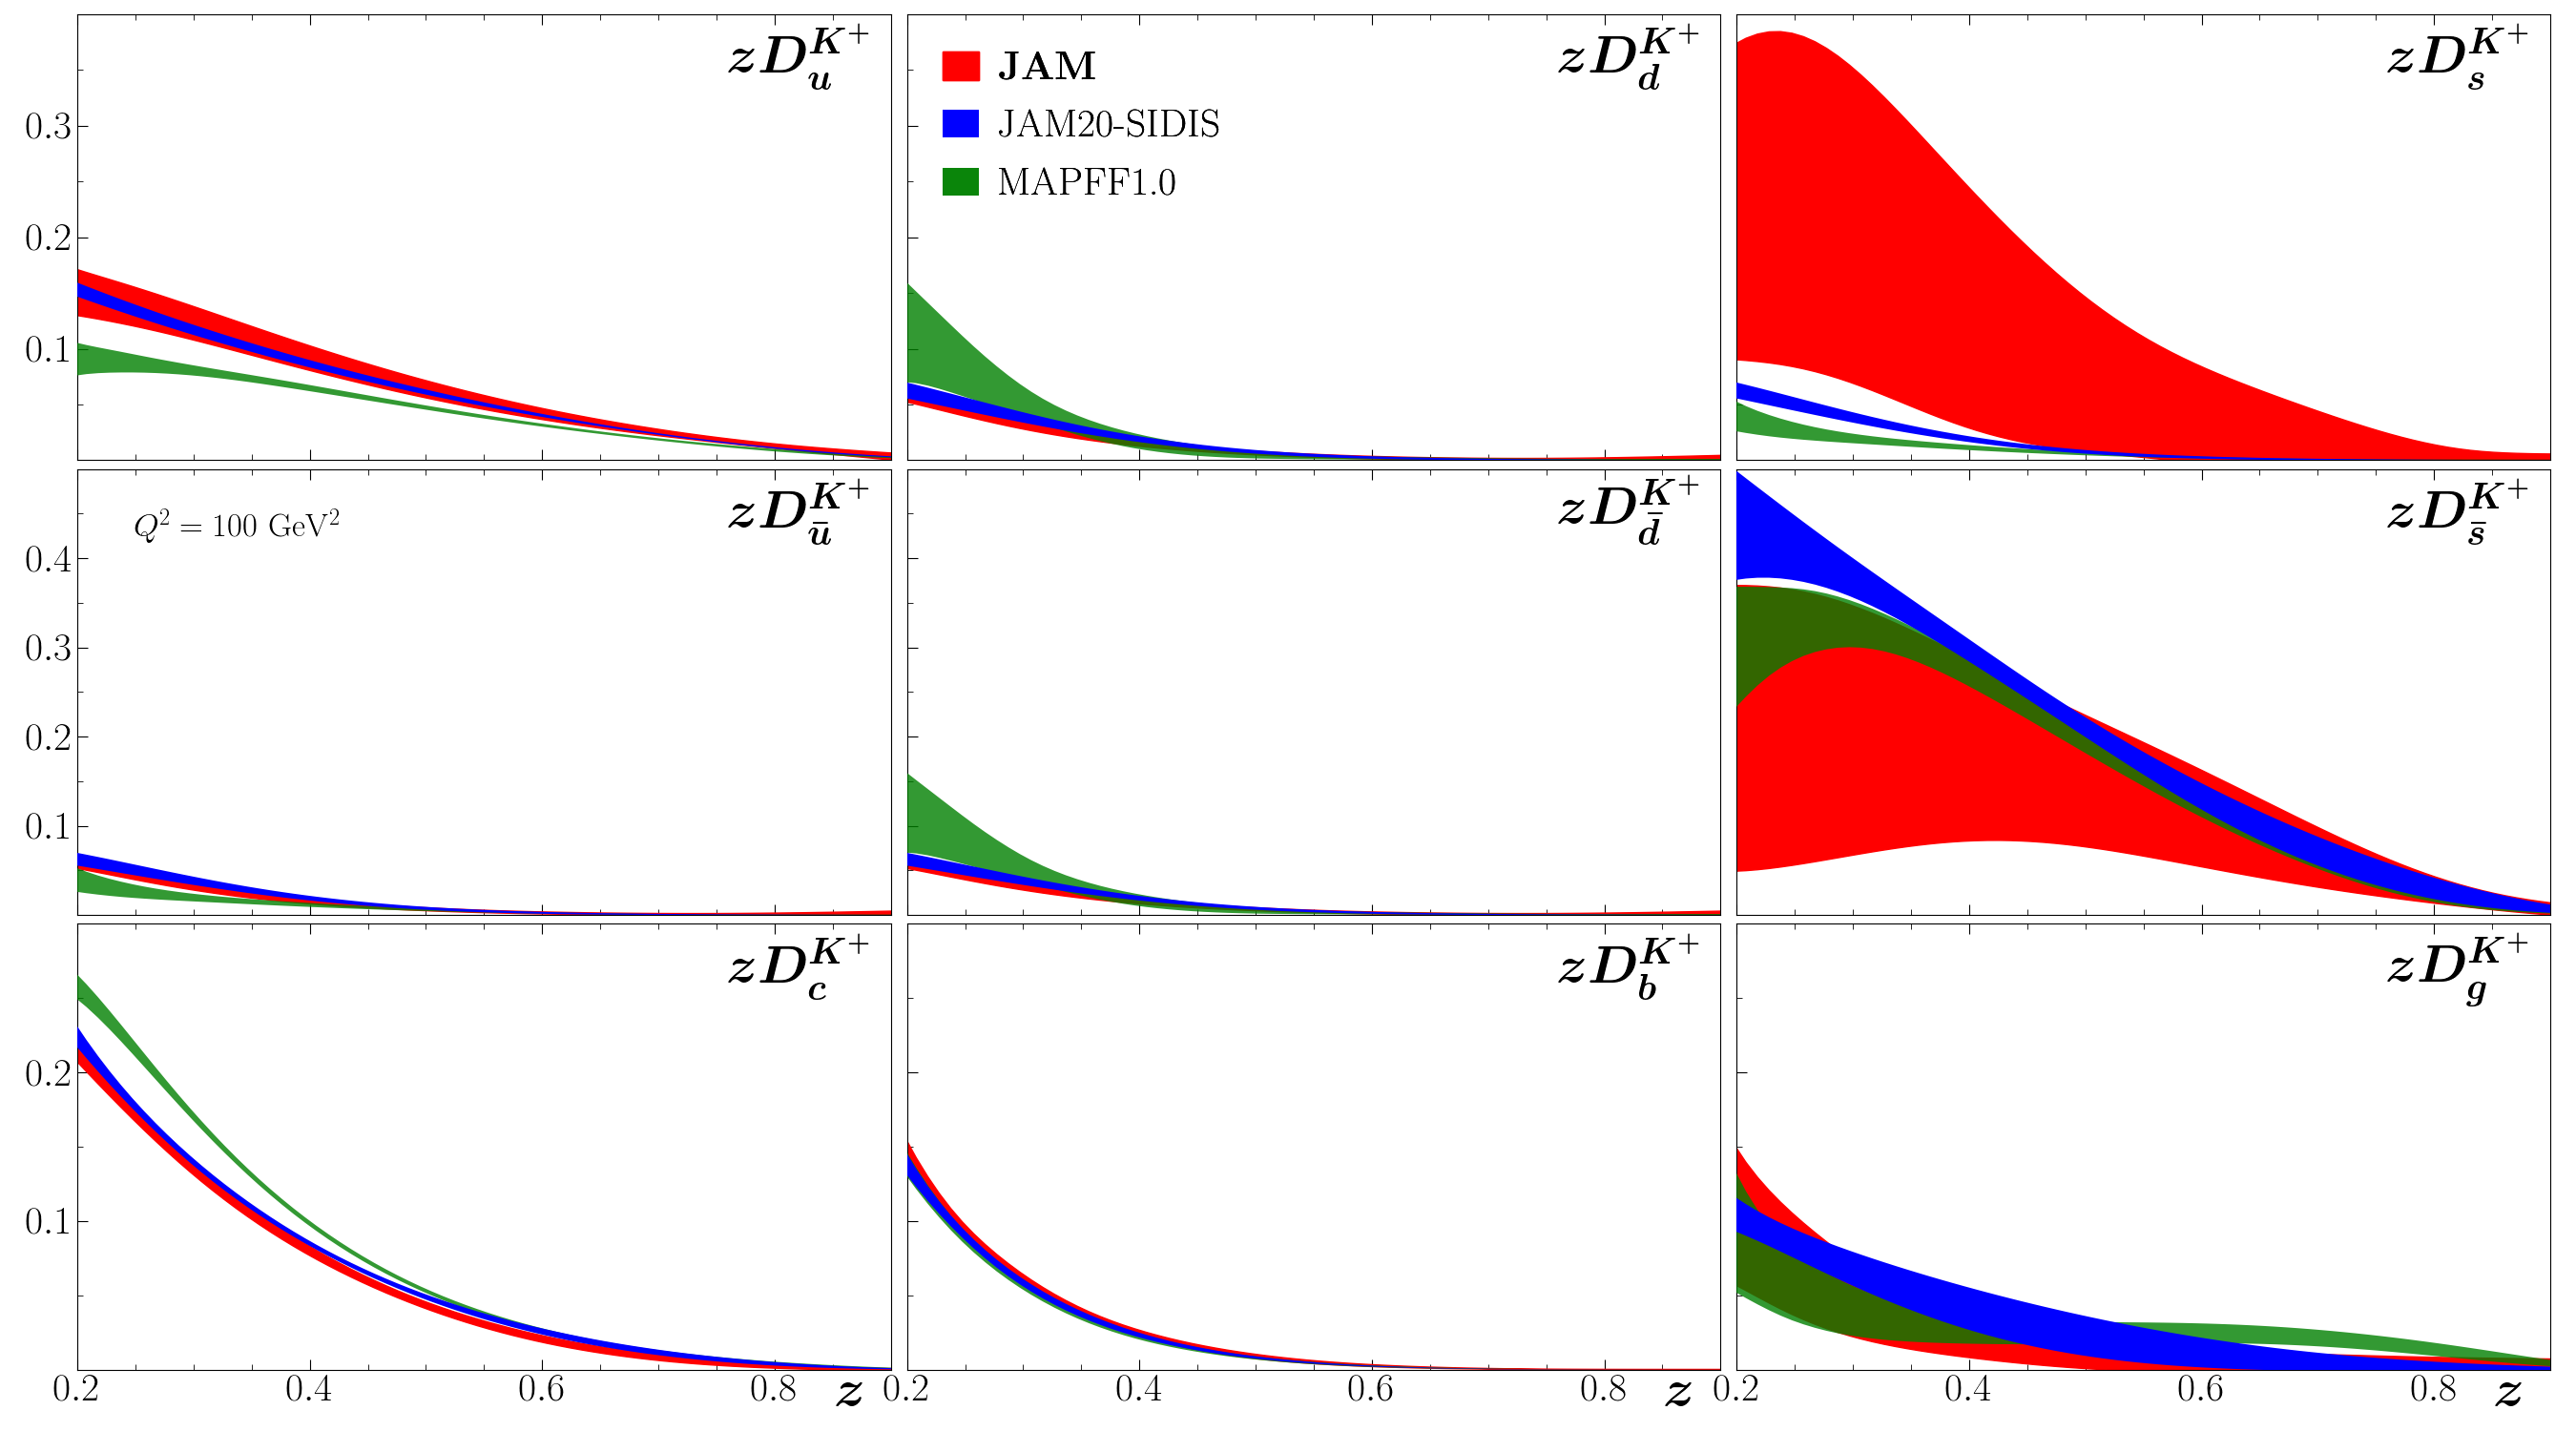 zD_u^{K^+}
0.3
0.2
0.1
zD_d^{K^+}
JAM
JAM20-SIDIS
MAPFF1.0
zD_s^{K^+}
zD_{\bar{u}}^{K^+}
Q^2 = 100 GeV^2
0.4
0.3
0.2
0.1
zD_{\bar{d}}^{K^+}
zD_{\bar{s}}^{K^+}
zD_c^{K^+}
0.2
0.1
0.2 0.4 0.6 0.8 z
zD_b^{K^+}
0.2 0.4 0.6 0.8 z
zD_g^{K^+}
0.2 0.4 0.6 0.8 z